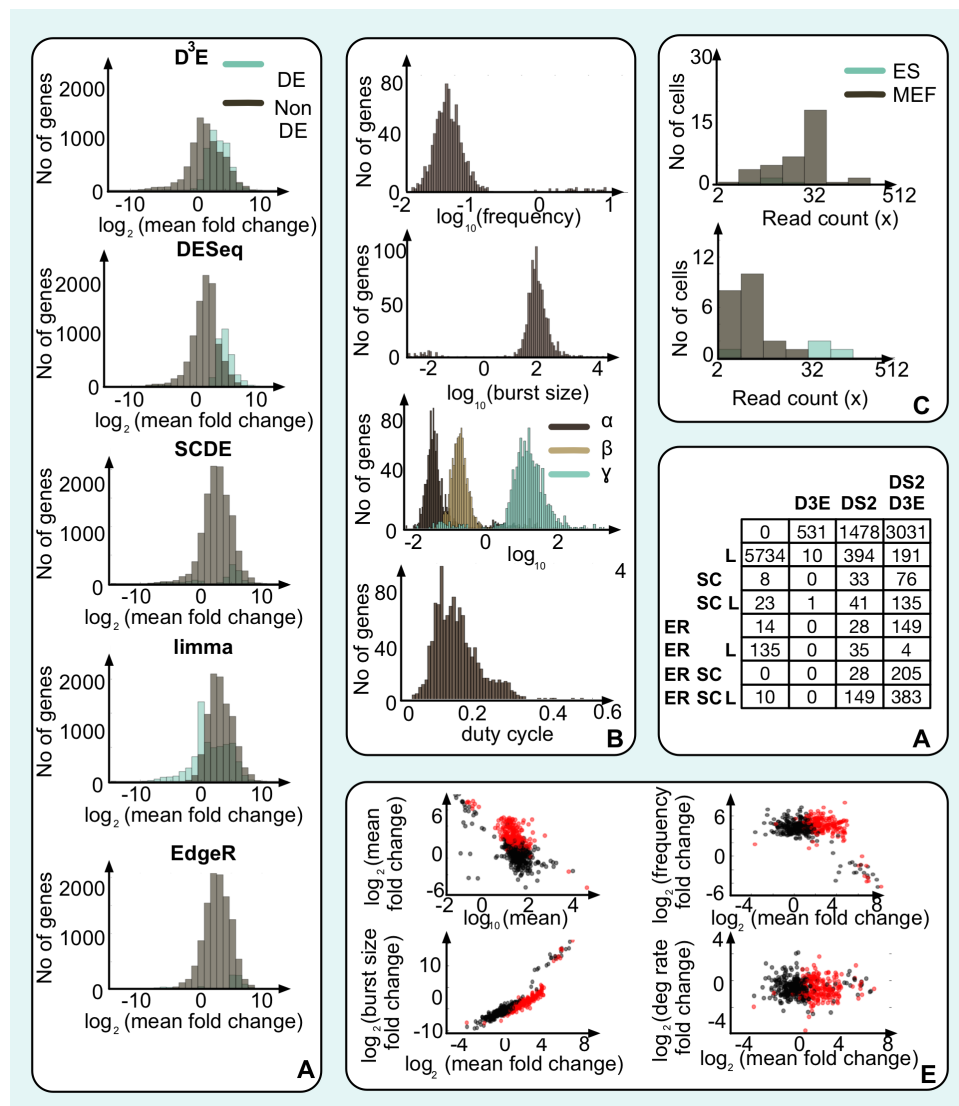 D3E
DE
Non
DE
No of genes
2000
1000
0
-10 0 10
log2 (mean fold change)
DESeq
No of genes
2000
1000
0
-10 0 10
log2 (mean fold change)
SCDE
No of genes
2000
1000
0
-10 0 10
log2 (mean fold change)
limma
No of genes
2000
1000
0
-10 0 10
log2 (mean fold change)
EdgeR
No of genes
2000
1000
0
-10 0 10
log2 (mean fold change)
A
No of genes
80
40
0
-2 -1 0 1
log10(frequency)
No of genes
100
50
0
-2 0 2 4
log10(burst size)
No of genes
80
40
0
α
β
ɣ
-2 0 2
log10
4
No of genes
80
40
0
0 0.2 0.4 0.6
duty cycle
B
No of cells
30
15
0
ES
MEF
2 32 512
Read count (x)
No of cells
12
6
0
2 32 512
Read count (x)
C
DS2
D3E DS2 D3E
0 531 1478 3031
L 5734 10 394 191
SC 8 0 33 76
SC L 23 1 41 135
ER 14 0 28 149
ER L 135 0 35 4
ER SC 0 0 28 205
ER SC L 10 0 149 383
A
log2 (mean
fold change)
6
0
-6
-2 0 2 4
log10 (mean)
log2 (frequency
fold change)
6
0
-6
-4 0 4 8
log2 (mean fold change)
log2 (burst size
fold change)
10
0
-10
-4 0 4 8
log2 (mean fold change)
log2 (deg rate
fold change)
4
0
-4
-4 0 4 8
log2 (mean fold change)
E